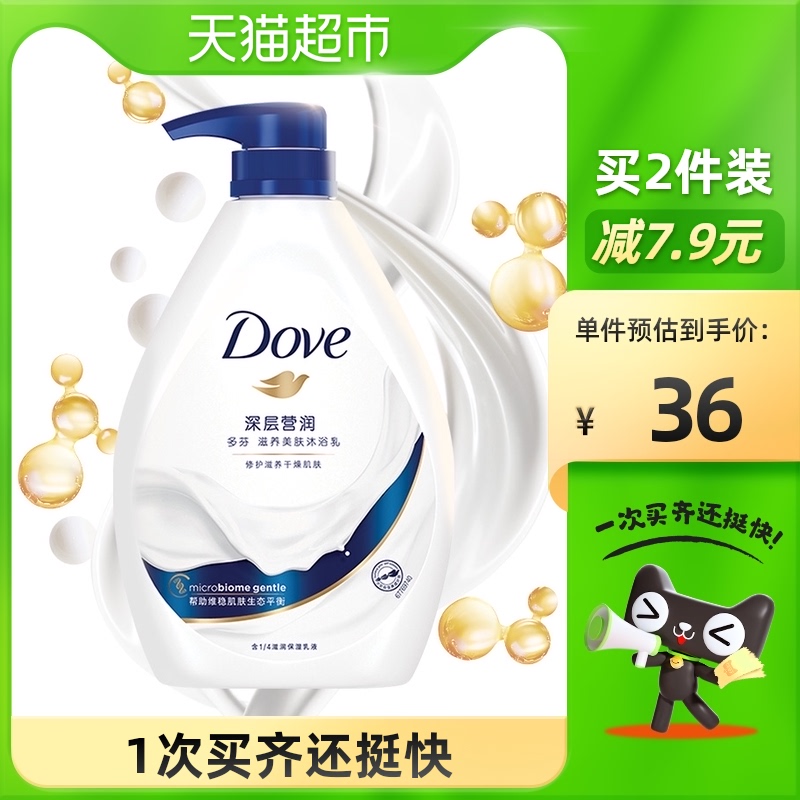 天猫超市
买2件装
减7.9元
单件预估到手价：
¥ 36
Dove
深层营润
多芬 滋养美肤沐浴乳
修护滋养干燥肌肤
microbiome gentle
帮助维稳肌肤生态平衡
67769740
含1/4滋润保湿乳液
一次买齐还挺快!
1次买齐还挺快